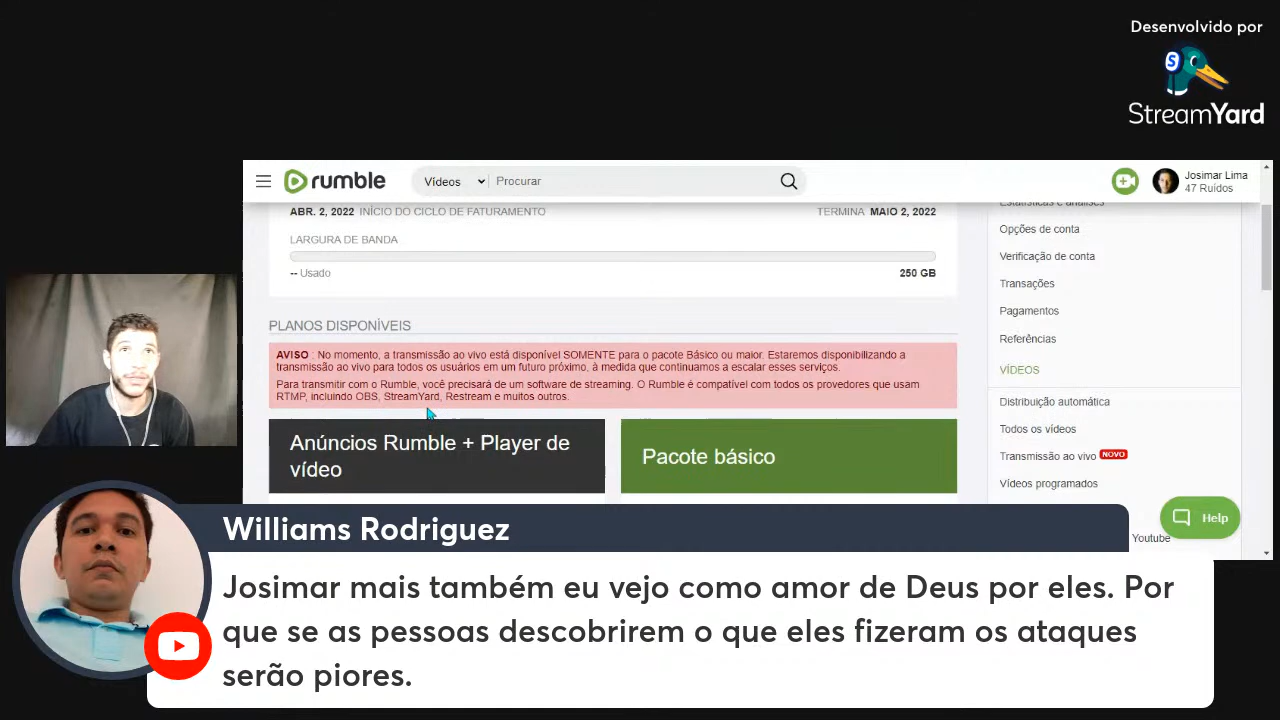 Desenvolvido por
StreamYard
rumble
Vídeos
Procurar
Josimar Lima
47 Ruídos
ABR. 2, 2022 INÍCIO DO CICLO DE FATURAMENTO
TERMINA MAIO 2, 2022
LARGURA DE BANDA
-- Usado
250 GB
PLANOS DISPONÍVEIS
AVISO : No momento, a transmissão ao vivo está disponível SOMENTE para o pacote Básico ou maior. Estaremos disponibilizando a
transmissão ao vivo para todos os usuários em um futuro próximo, à medida que continuamos a escalar esses serviços.
Para transmitir com o Rumble, você precisará de um software de streaming. O Rumble é compatível com todos os provedores que usam
RTMP, incluindo OBS, StreamYard, Restream e muitos outros.
Anúncios Rumble + Player de
vídeo
Pacote básico
Estatísticas e análises
Opções de conta
Verificação de conta
Transações
Pagamentos
Referências
VÍDEOS
Distribuição automática
Todos os vídeos
Transmissão ao vivo NOVO
Vídeos programados
Youtube
Help
Williams Rodriguez
Josimar mais também eu vejo como amor de Deus por eles. Por
que se as pessoas descobrirem o que eles fizeram os ataques
serão piores.